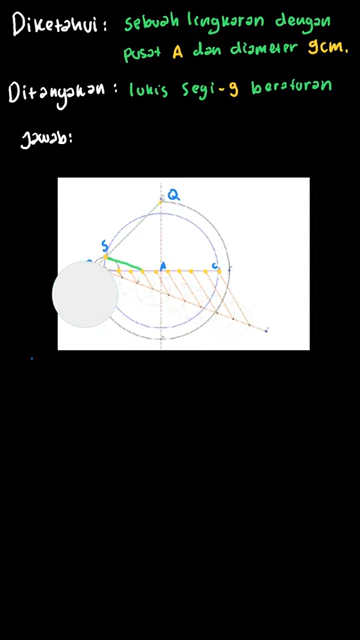 Diketahui: sebuah lingkaran dengan
pusat A dan diameter 9cm.
Ditanyakan: lukis segi-9 beraturan
Jawab:
Q
S
A
C